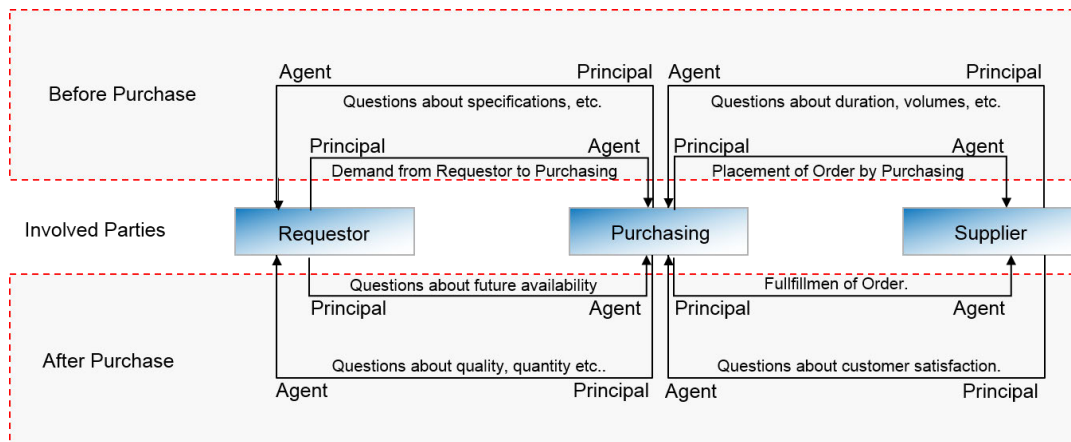 Agent Principal Agent Principal
Before Purchase
Questions about specifications, etc. Questions about duration, volumes, etc.
Principal Agent Principal Agent
Demand from Requestor to Purchasing Placement of Order by Purchasing
Involved Parties Requestor Purchasing Supplier
Questions about future availability Fullfillmen of Order.
Principal Agent Principal Agent
After Purchase
Questions about quality, quantity etc.. Questions about customer satisfaction.
Agent Principal Agent Principal